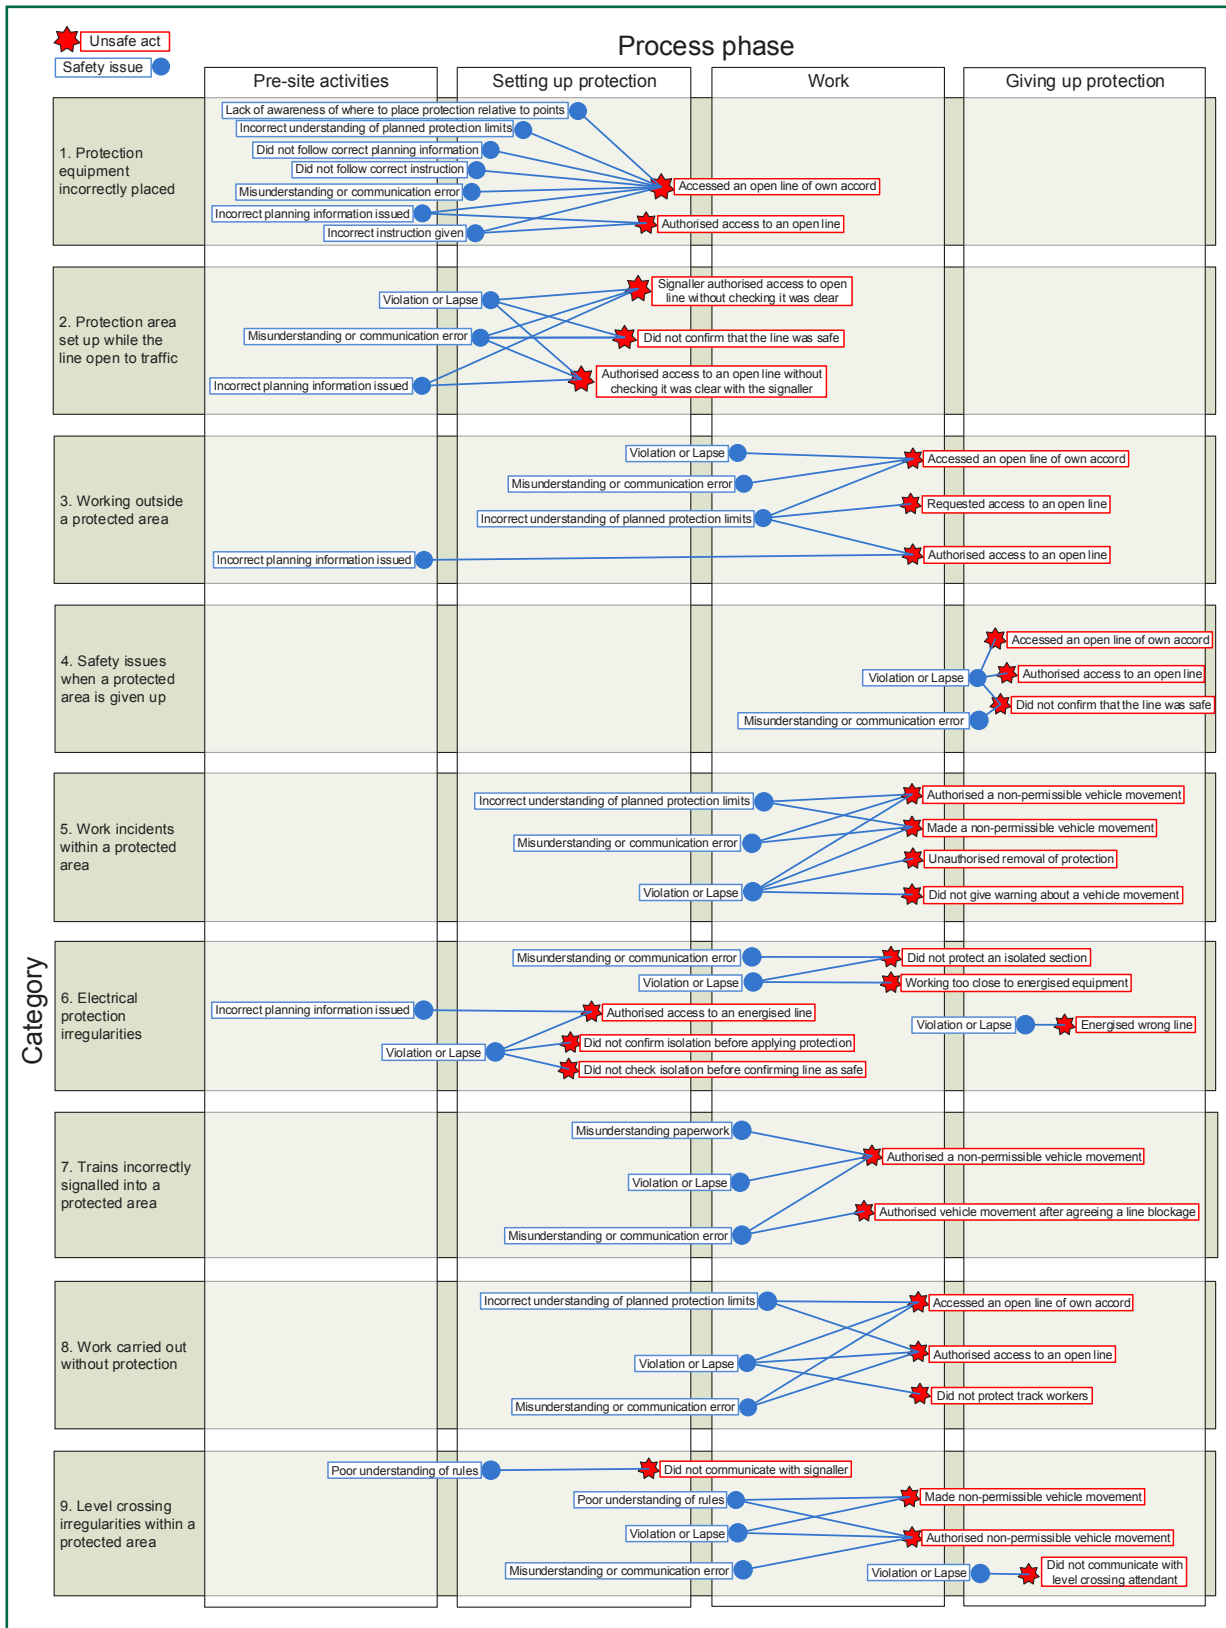 Unsafe act
Safety issue
Process phase
Pre-site activities
Setting up protection
Work
Giving up protection
Category
1. Protection
equipment
incorrectly placed
Lack of awareness of where to place protection relative to points
Incorrect understanding of planned protection limits
Did not follow correct planning information
Did not follow correct instruction
Misunderstanding or communication error
Incorrect planning information issued
Incorrect instruction given
Accessed an open line of own accord
Authorised access to an open line
2. Protection area
set up while the
line open to traffic
Violation or Lapse
Misunderstanding or communication error
Incorrect planning information issued
Signaller authorised access to open
line without checking it was clear
Did not confirm that the line was safe
Authorised access to an open line without
checking it was clear with the signaller
3. Working outside
a protected area
Violation or Lapse
Misunderstanding or communication error
Incorrect understanding of planned protection limits
Incorrect planning information issued
Accessed an open line of own accord
Requested access to an open line
Authorised access to an open line
4. Safety issues
when a protected
area is given up
Violation or Lapse
Misunderstanding or communication error
Accessed an open line of own accord
Authorised access to an open line
Did not confirm that the line was safe
5. Work incidents
within a protected
area
Incorrect understanding of planned protection limits
Misunderstanding or communication error
Violation or Lapse
Authorised a non-permissible vehicle movement
Made a non-permissible vehicle movement
Unauthorised removal of protection
Did not give warning about a vehicle movement
6. Electrical
protection
irregularities
Misunderstanding or communication error
Violation or Lapse
Did not protect an isolated section
Working too close to energised equipment
Incorrect planning information issued
Violation or Lapse
Authorised access to an energised line
Did not confirm isolation before applying protection
Did not check isolation before confirming line as safe
Violation or Lapse
Energised wrong line
7. Trains incorrectly
signalled into a
protected area
Misunderstanding paperwork
Violation or Lapse
Misunderstanding or communication error
Authorised a non-permissible vehicle movement
Authorised vehicle movement after agreeing a line blockage
8. Work carried out
without protection
Incorrect understanding of planned protection limits
Violation or Lapse
Misunderstanding or communication error
Accessed an open line of own accord
Authorised access to an open line
Did not protect track workers
9. Level crossing
irregularities within a
protected area
Poor understanding of rules
Did not communicate with signaller
Poor understanding of rules
Violation or Lapse
Misunderstanding or communication error
Made non-permissible vehicle movement
Authorised non-permissible vehicle movement
Violation or Lapse
Did not communicate with
level crossing attendant